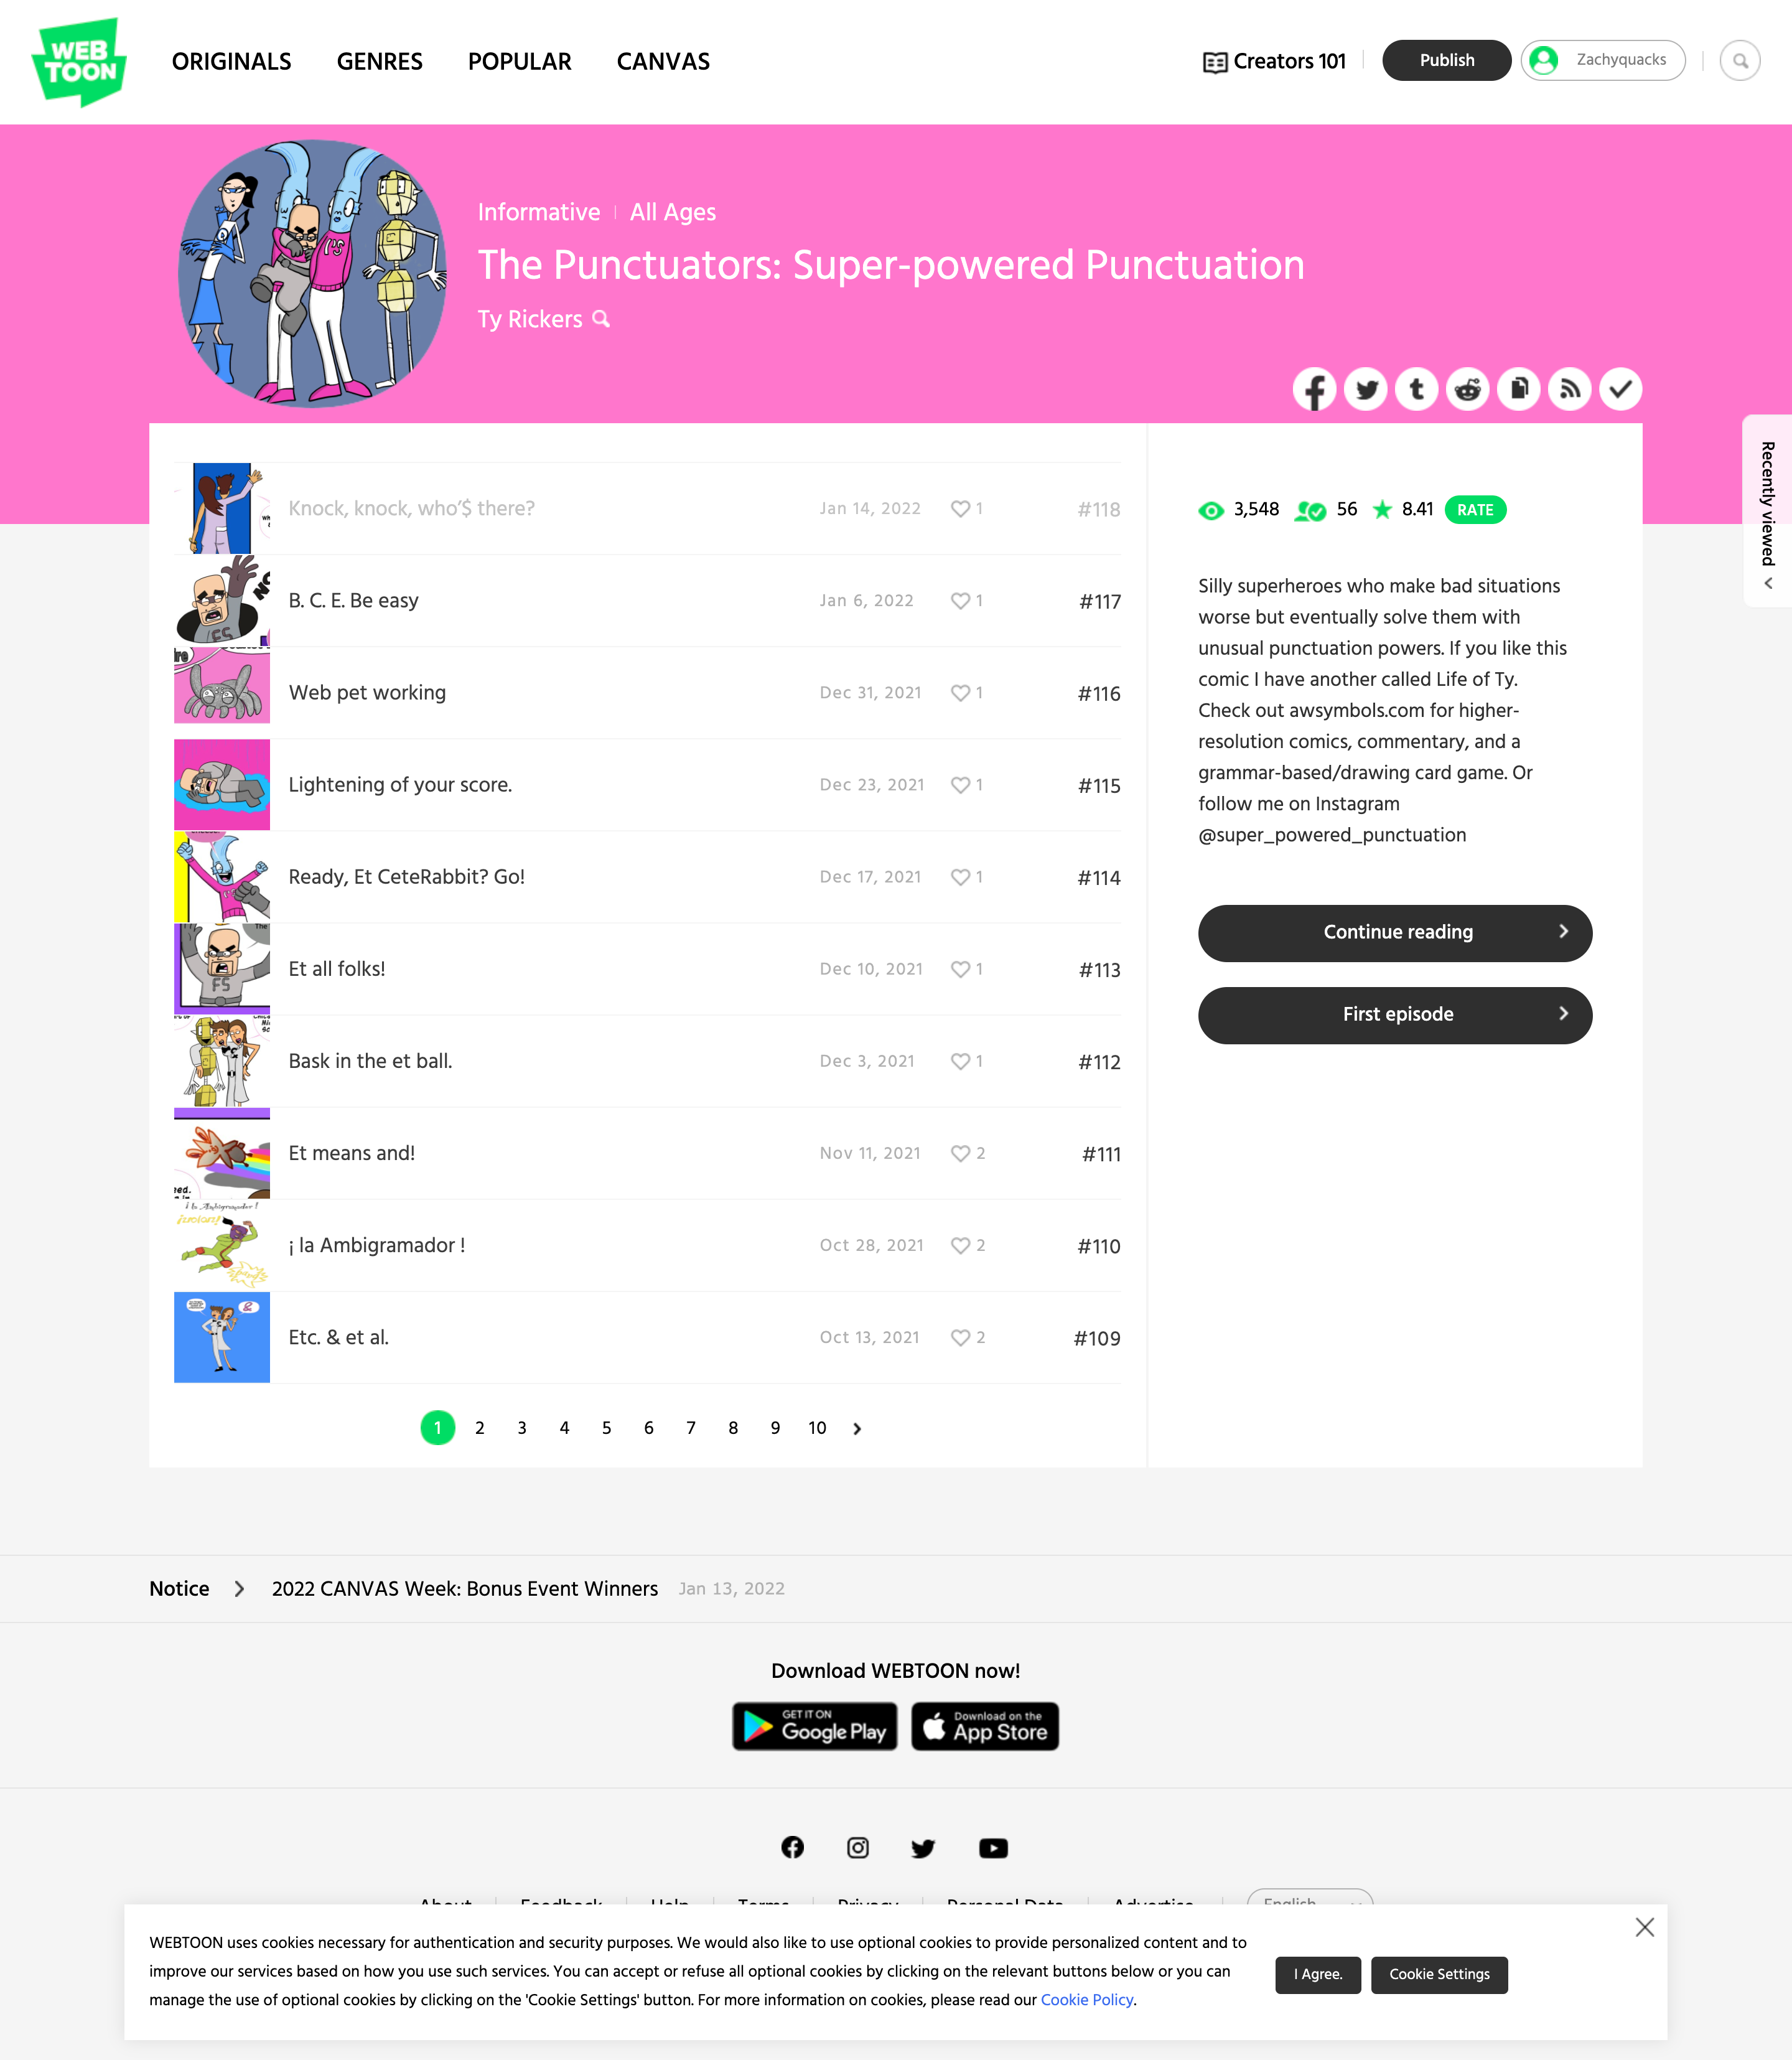 WEB
TOON
ORIGINALS
GENRES
POPULAR
CANVAS
Creators 101
Publish
Zachyquacks
Informative
All Ages
The Punctuators: Super-powered Punctuation
Ty Rickers
Recently viewed
Knock, knock, who’$ there? Jan 14, 2022 1 #118
B. C. E. Be easy Jan 6, 2022 1 #117
Web pet working Dec 31, 2021 1 #116
Lightening of your score. Dec 23, 2021 1 #115
Ready, Et CeteRabbit? Go! Dec 17, 2021 1 #114
Et all folks! Dec 10, 2021 1 #113
Bask in the et ball. Dec 3, 2021 1 #112
Et means and! Nov 11, 2021 2 #111
¡ la Ambigramador ! Oct 28, 2021 2 #110
Etc. & et al. Oct 13, 2021 2 #109
1 2 3 4 5 6 7 8 9 10
3,548 56 8.41 RATE
Silly superheroes who make bad situations
worse but eventually solve them with
unusual punctuation powers. If you like this
comic I have another called Life of Ty.
Check out awsymbols.com for higher-
resolution comics, commentary, and a
grammar-based/drawing card game. Or
follow me on Instagram
@super_powered_punctuation
Continue reading
First episode
Notice
2022 CANVAS Week: Bonus Event Winners
Jan 13, 2022
Download WEBTOON now!
GET IT ON
Google Play
Download on the
App Store
About Feedback Help Terms Privacy Personal Data Advertise English
WEBTOON uses cookies necessary for authentication and security purposes. We would also like to use optional cookies to provide personalized content and to
improve our services based on how you use such services. You can accept or refuse all optional cookies by clicking on the relevant buttons below or you can
manage the use of optional cookies by clicking on the 'Cookie Settings' button. For more information on cookies, please read our Cookie Policy.
I Agree.
Cookie Settings